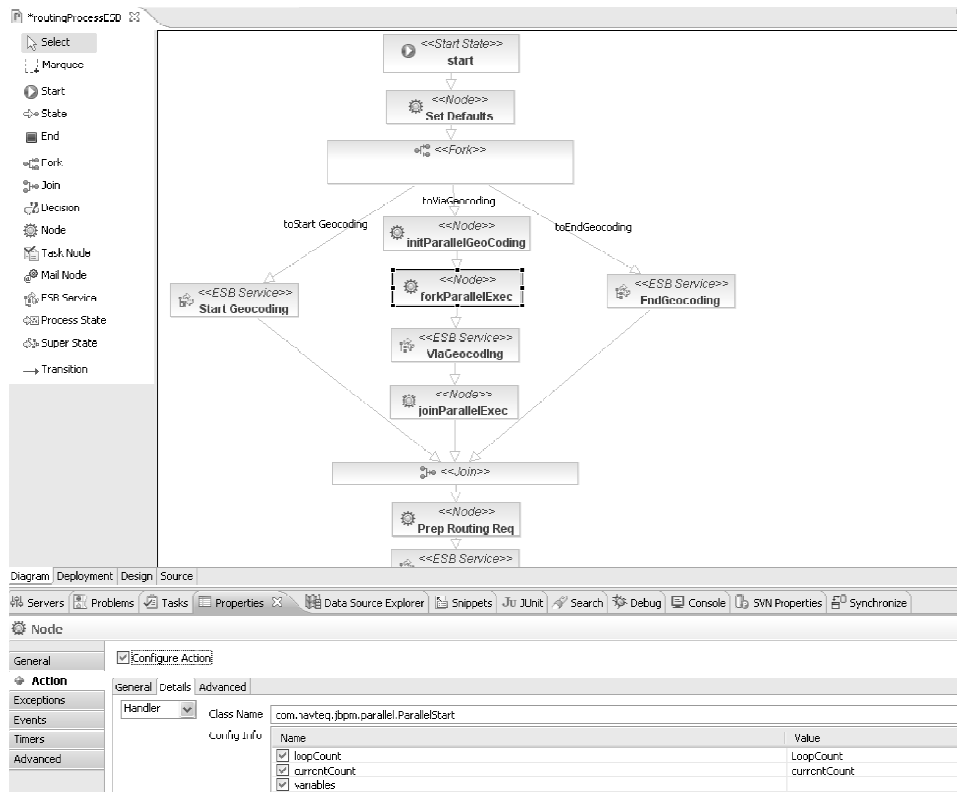 *routingProcessESB
Select
Marquee
Start
State
End
Fork
Join
Decision
Node
Task Node
Mail Node
ESB Service
Process State
Super State
Transition
<<Start State>>
start
<<Node>>
Set Defaults
<<Fork>>
toStart Geocoding
toViaGeocoding
toEndGeocoding
<<Node>>
initParallelGeoCoding
<<Node>>
forkParallelExec
<<ESB Service>>
Start Geocoding
<<ESB Service>>
EndGeocoding
<<ESB Service>>
ViaGeocoding
<<Node>>
joinParallelExec
<<Join>>
<<Node>>
Prep Routing Req
<<ESB Service>>
Diagram Deployment Design Source
Servers Problems Tasks Properties Data Source Explorer Snippets Ju JUnit Search Debug Console SVN Properties Synchronize
Node
General
Action
Exceptions
Events
Timers
Advanced
Configure Action
General Details Advanced
Handler
Class Name com.navteq.jbpm.parallel.ParallelStart
Config Info
Name Value
loopCount LoopCount
currentCount currentCount
variables